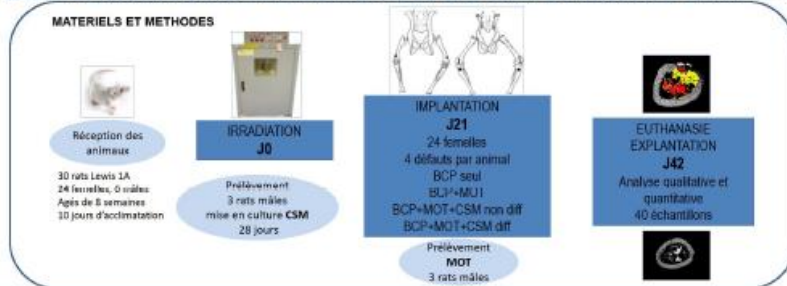 MATERIELS ET METHODES
Réception des
animaux
30 rats Lewis 1A
24 femelles, 0 mâles
Agés de 8 semaines
10 jours d'acclimatation
IRRADIATION
J0
Prélèvement
3 rats mâles
mise en culture CSM
28 jours
IMPLANTATION
J21
24 femelles
4 défauts par animal
BCP seul
BCP+MOT
BCP+MOT+CSM non diff
BCP+MOT+CSM diff
Prélèvement
MOT
3 rats mâles
EUTHANASIE
EXPLANTATION
J42
Analyse qualitative et
quantitative
40 échantillons